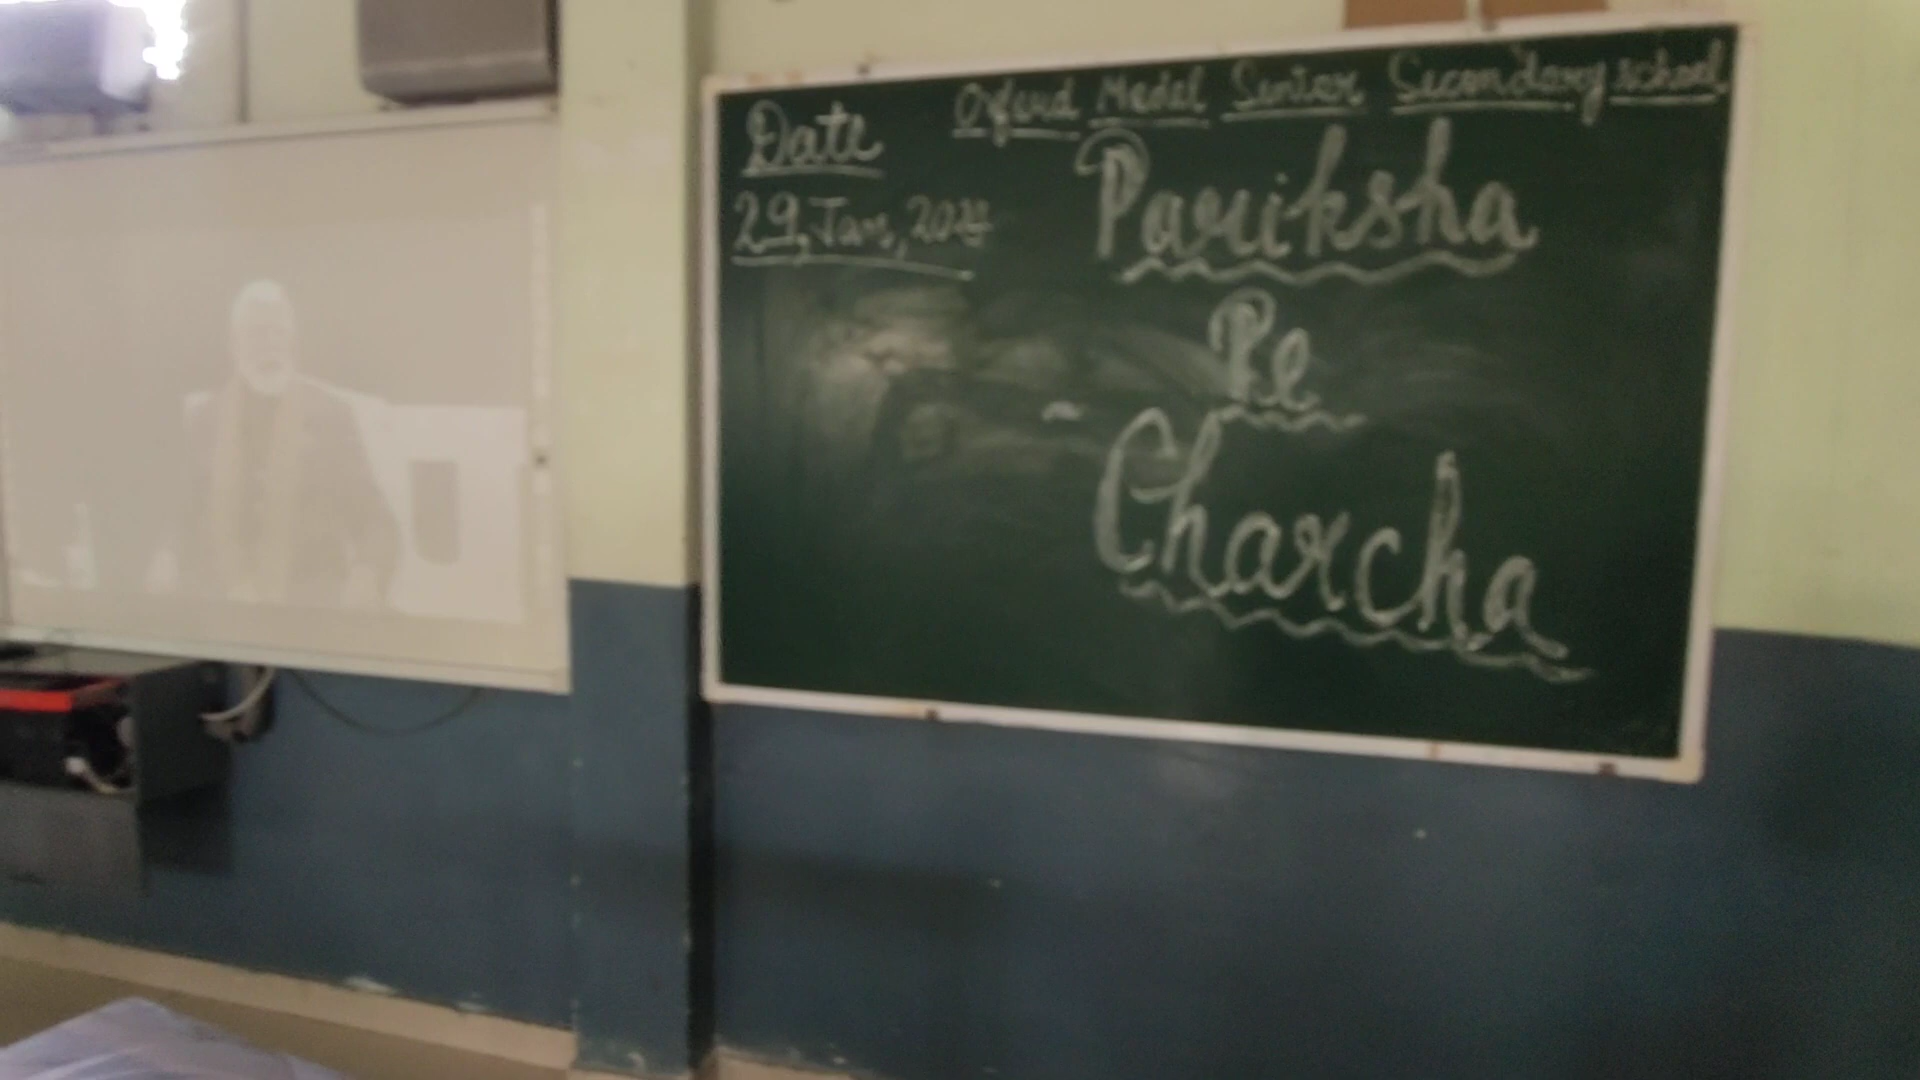 Oxford Model Senior Secondary school
Date
29, Jan, 2024
Pariksha
Pe
Charcha